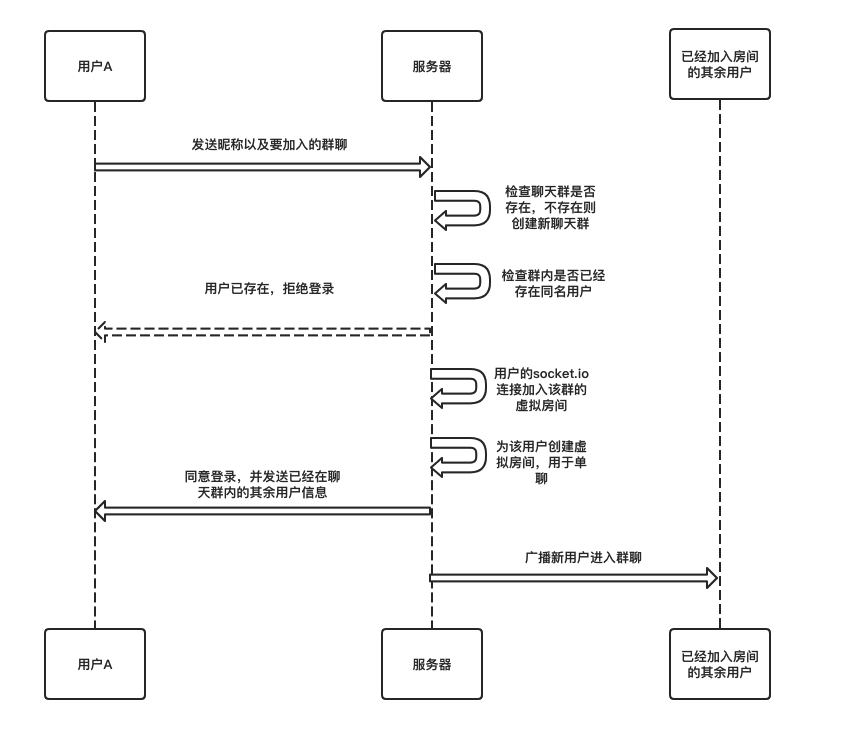 用户A
服务器
已经加入房间
的其余用户
发送昵称以及要加入的群聊
检查聊天群是否
存在，不存在则
创建新聊天群
检查群内是否已经
存在同名用户
用户已存在，拒绝登录
用户的socket.io
连接加入该群的
虚拟房间
为该用户创建虚
拟房间，用于单
聊
同意登录，并发送已经在聊
天群内的其余用户信息
广播新用户进入群聊
用户A
服务器
已经加入房间
的其余用户